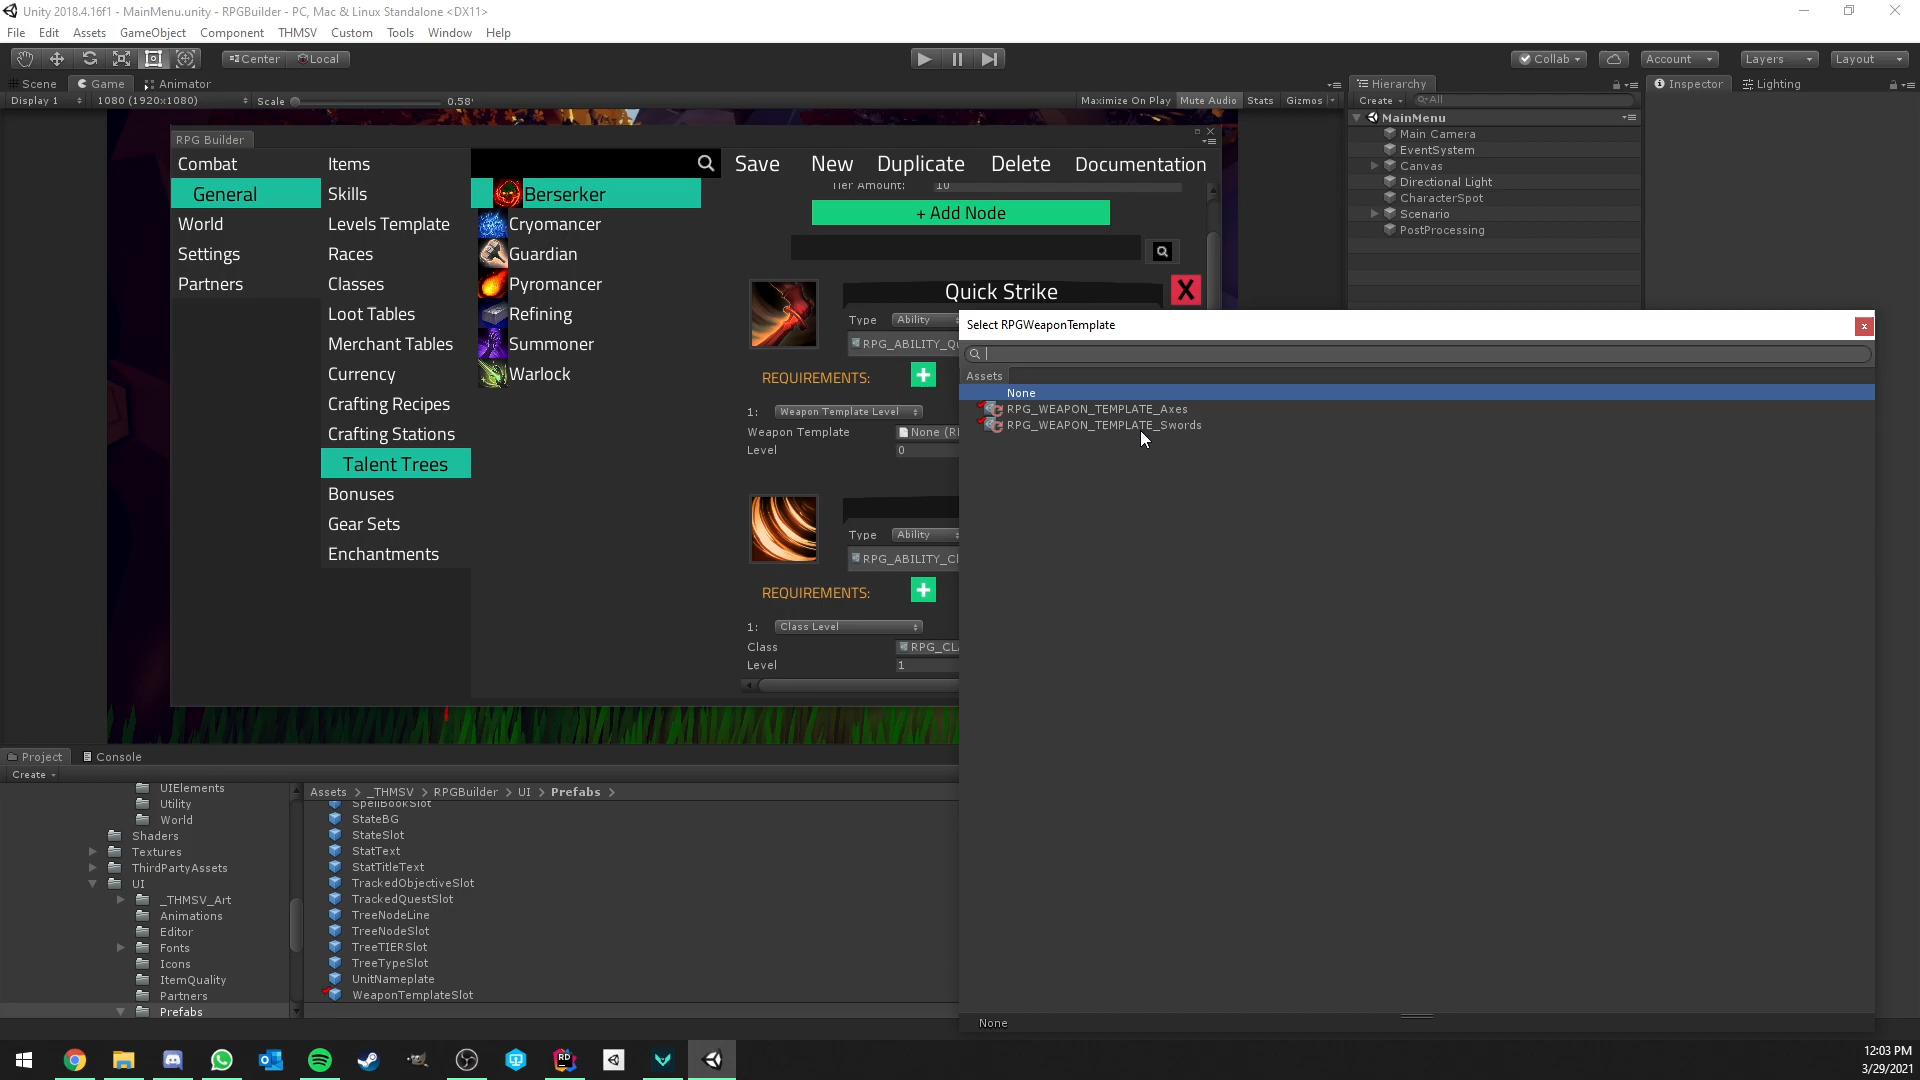 Unity 2018.4.16f1 - MainMenu.unity - RPGBuilder - PC, Mac & Linux Standalone <DX11>
File Edit Assets GameObject Component THMSV Custom Tools Window Help
Center Local
Collab Account Layers Layout
Scene Game Animator
Display 1 1080 (1920x1080) Scale 0.58
Maximize On Play Mute Audio Stats Gizmos
Hierarchy
Create All
MainMenu
Main Camera
EventSystem
Canvas
Directional Light
CharacterSpot
Scenario
PostProcessing
Inspector Lighting
RPG Builder
Combat
General
World
Settings
Partners
Items
Skills
Levels Template
Races
Classes
Loot Tables
Merchant Tables
Currency
Crafting Recipes
Crafting Stations
Talent Trees
Bonuses
Gear Sets
Enchantments
Berserker
Cryomancer
Guardian
Pyromancer
Refining
Summoner
Warlock
Save New Duplicate Delete Documentation
Tier Amount: 10
+ Add Node
Quick Strike X
Type Ability
RPG_ABILITY_Qu
REQUIREMENTS: +
1: Weapon Template Level
Weapon Template None (R
Level 0
Type Ability
RPG_ABILITY_Cl
REQUIREMENTS: +
1: Class Level
Class RPG_CL
Level 1
Select RPGWeaponTemplate x
Assets
None
RPG_WEAPON_TEMPLATE_Axes
RPG_WEAPON_TEMPLATE_Swords
None
Project Console
Create
UIElements
Utility
World
Shaders
Textures
ThirdPartyAssets
UI
_THMSV_Art
Animations
Editor
Fonts
Icons
ItemQuality
Partners
Prefabs
Assets > _THMSV > RPGBuilder > UI > Prefabs >
SpellBookSlot
StateBG
StateSlot
StatText
StatTitleText
TrackedObjectiveSlot
TrackedQuestSlot
TreeNodeLine
TreeNodeSlot
TreeTIERSlot
TreeTypeSlot
UnitNameplate
WeaponTemplateSlot
RD
12:03 PM
3/29/2021